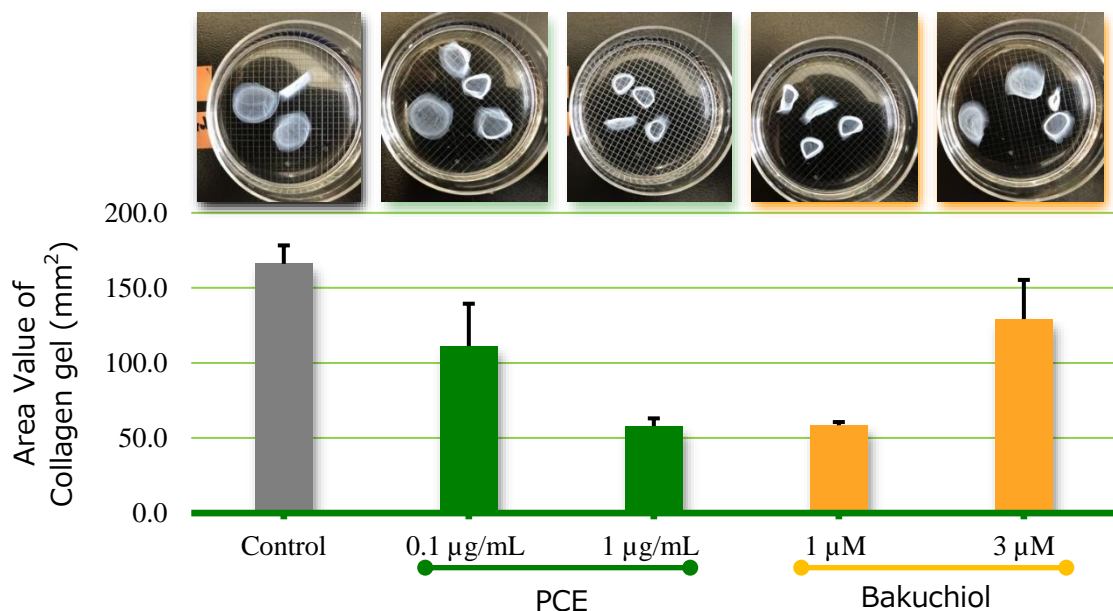 200.0
150.0
100.0
50.0
0.0
Area Value of
Collagen gel (mm²)
Control
0.1 µg/mL
1 µg/mL
1 µM
3 µM
PCE
Bakuchiol